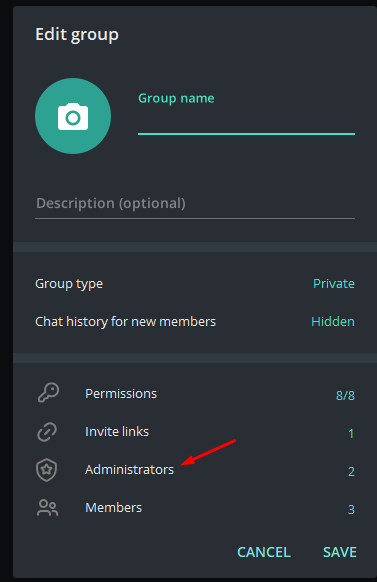 Edit group
Group name
Description (optional)
Group type Private
Chat history for new members Hidden
Permissions 8/8
Invite links 1
Administrators 2
Members 3
CANCEL SAVE